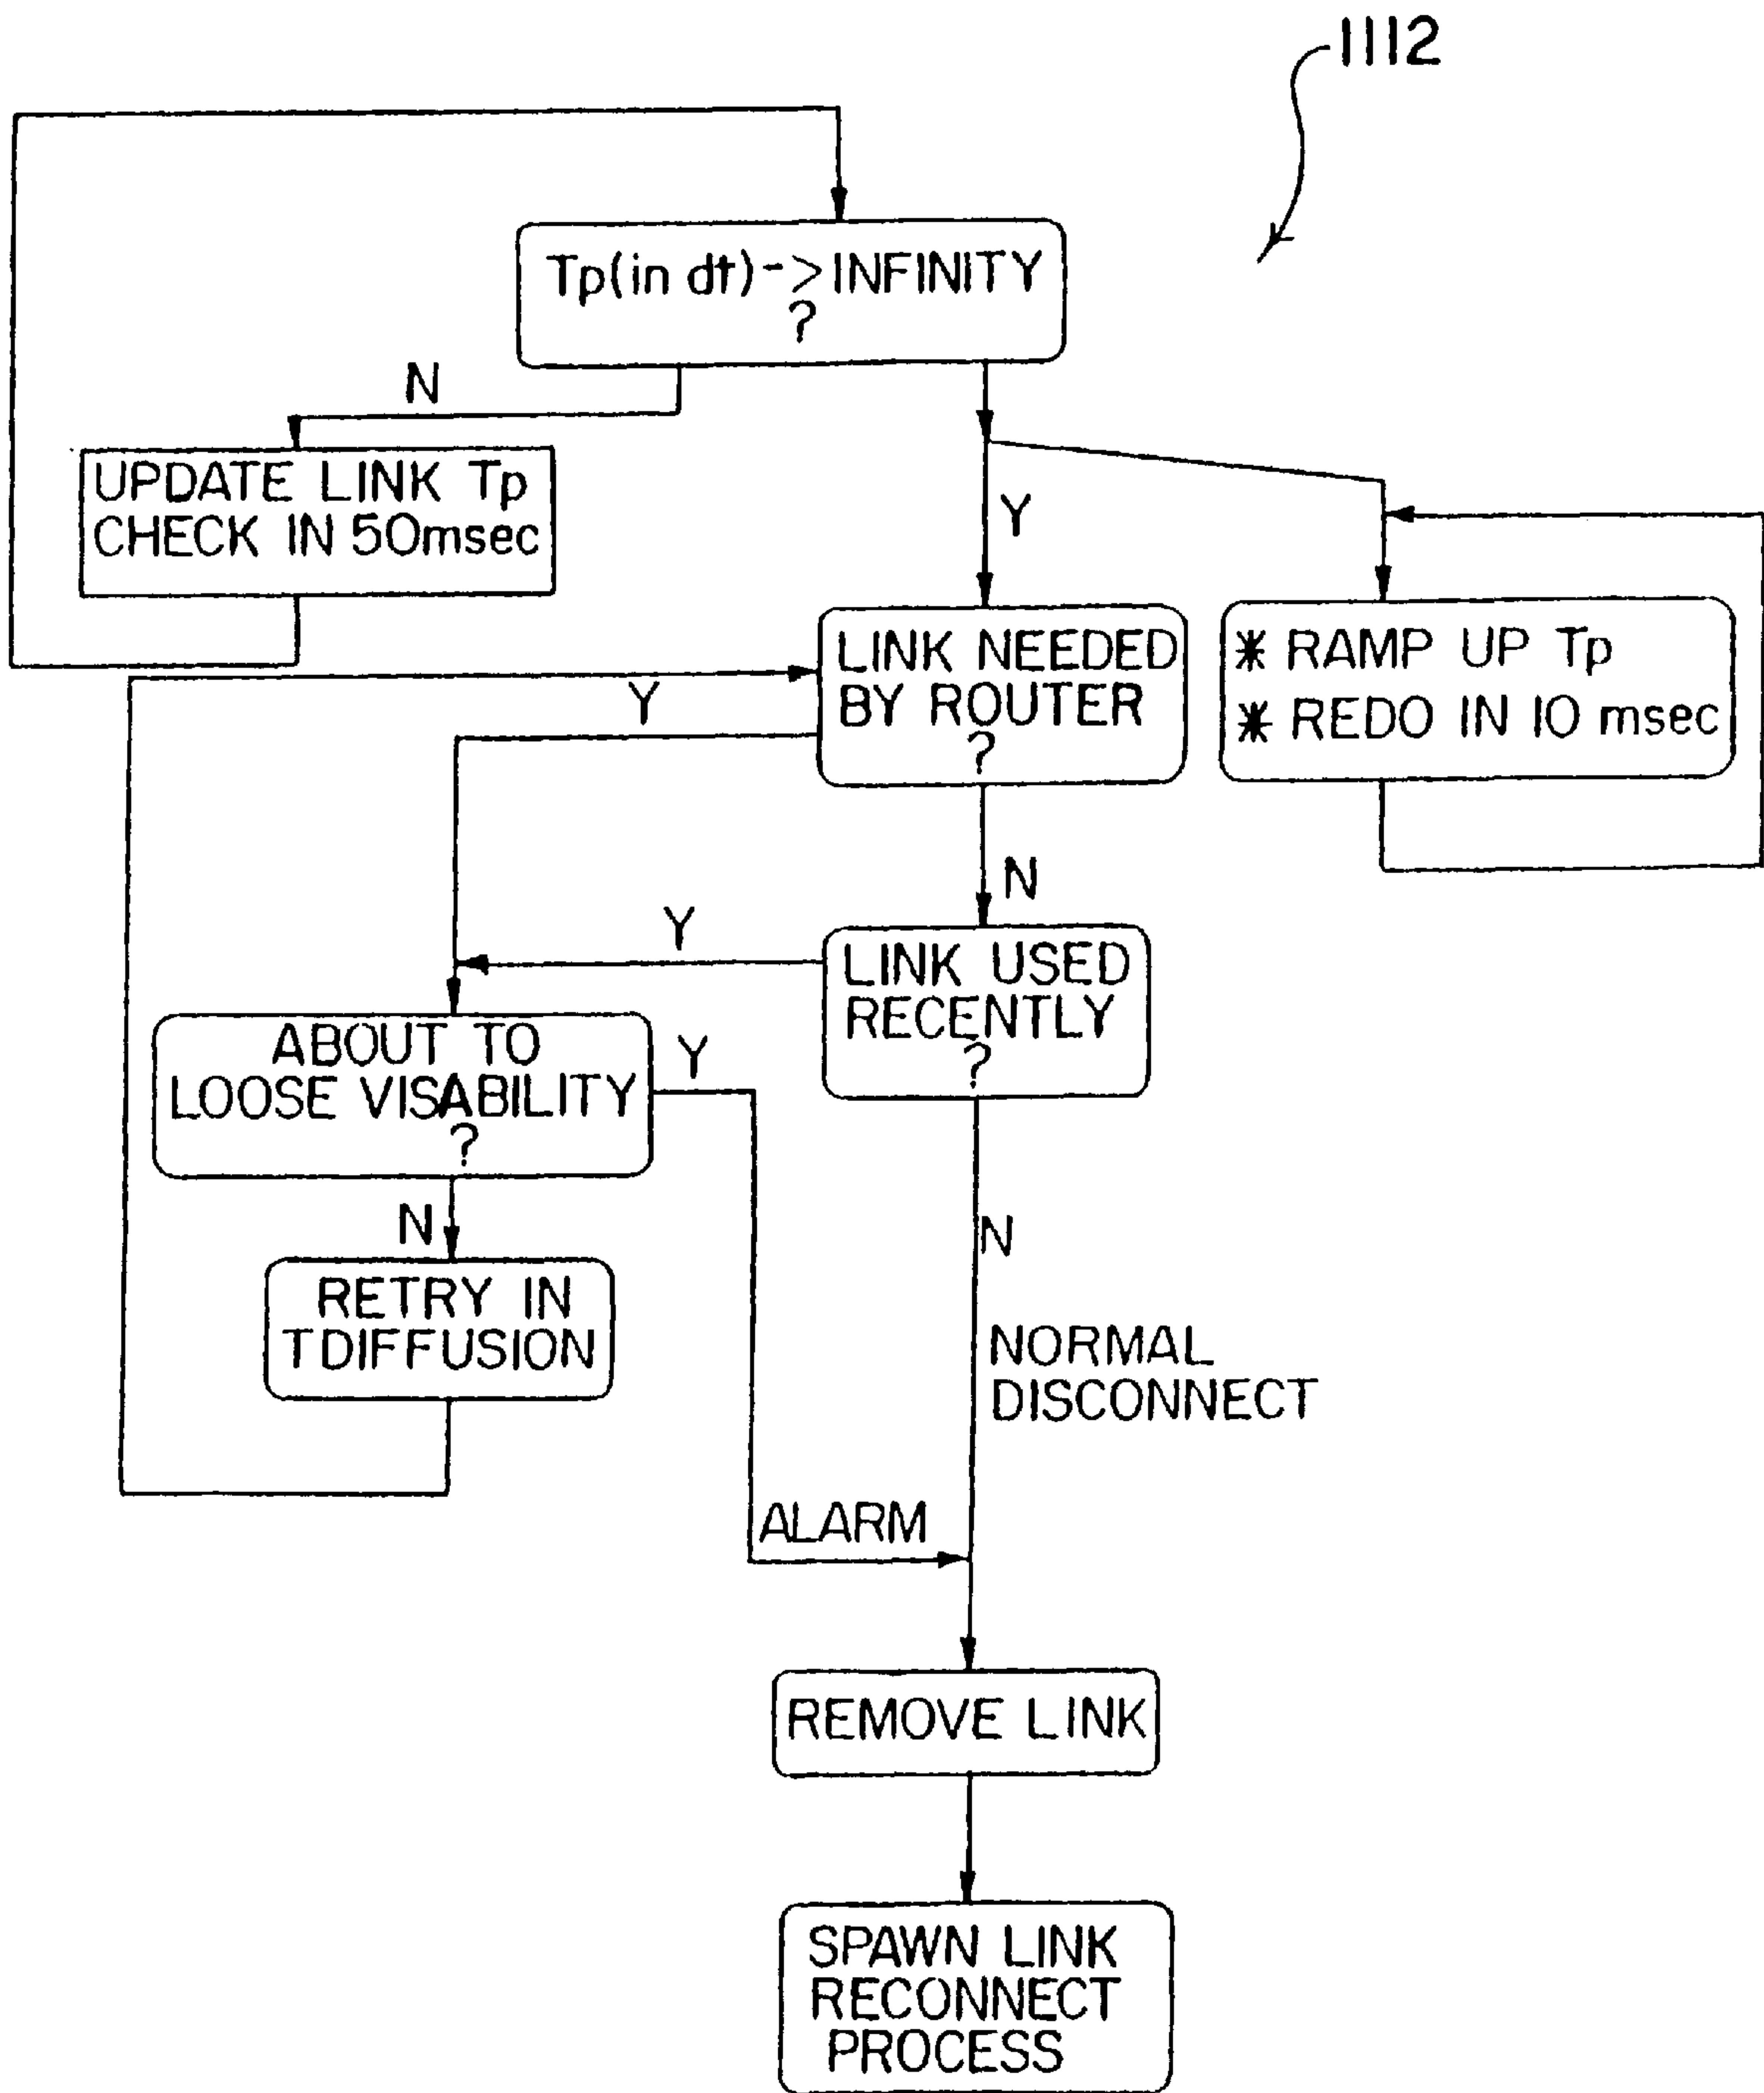 1112
Tp(in dt)->INFINITY
?
N
UPDATE LINK Tp
CHECK IN 50msec
Y
LINK NEEDED
BY ROUTER
?
* RAMP UP Tp
* REDO IN 10 msec
Y
N
Y
LINK USED
RECENTLY
?
ABOUT TO
LOOSE VISABILITY
?
Y
N
N
RETRY IN
TDIFFUSION
NORMAL
DISCONNECT
ALARM
REMOVE LINK
SPAWN LINK
RECONNECT
PROCESS